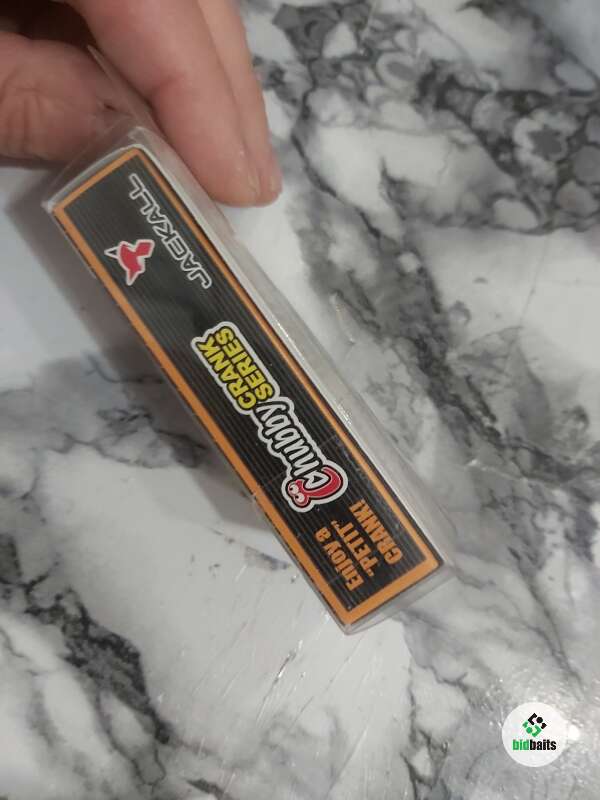 Enjoy a
"PETIT"
CRANK!
Chubby CRANK
SERIES
JACKALL
bidbaits